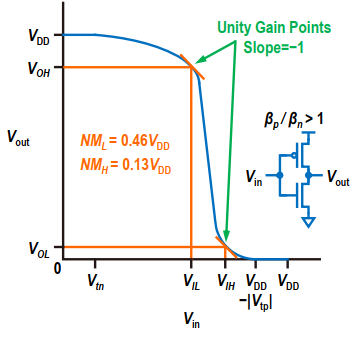 Unity Gain Points
Slope=−1
V_DD
V_OH
β_p/β_n>1
V_out
NM_L = 0.46V_DD
NM_H = 0.13V_DD
V_in
V_out
V_OL
0
V_tn
V_IL
V_IH
V_DD
−|V_tp|
V_DD
V_in